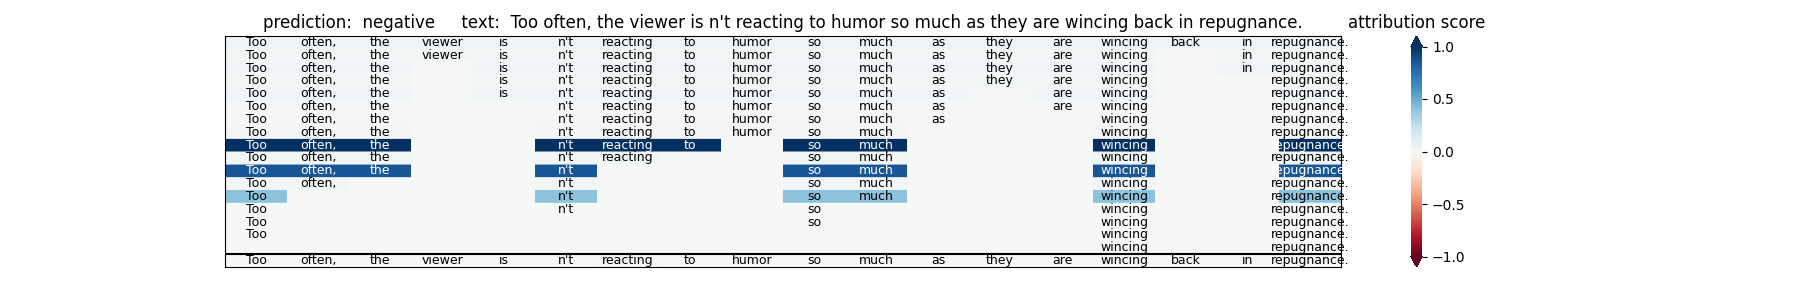 prediction:  negative     text:  Too often, the viewer is n't reacting to humor so much as they are wincing back in repugnance.     attribution score
Too often, the viewer is n't reacting to humor so much as they are wincing back in repugnance.
Too often, the viewer is n't reacting to humor so much as they are wincing in repugnance.
Too often, the is n't reacting to humor so much as they are wincing in repugnance.
Too often, the is n't reacting to humor so much as they are wincing repugnance.
Too often, the is n't reacting to humor so much as are wincing repugnance.
Too often, the n't reacting to humor so much as are wincing repugnance.
Too often, the n't reacting to humor so much as wincing repugnance.
Too often, the n't reacting to humor so much wincing repugnance.
Too often, the n't reacting to so much wincing epugnance
Too often, the n't reacting so much wincing repugnance.
Too often, the n't so much wincing epugnance
Too often, n't so much wincing repugnance.
Too n't so much wincing repugnance.
Too n't so wincing repugnance.
Too so wincing repugnance.
Too wincing repugnance.
wincing repugnance.
Too often, the viewer is n't reacting to humor so much as they are wincing back in repugnance.
1.0
0.5
0.0
−0.5
−1.0